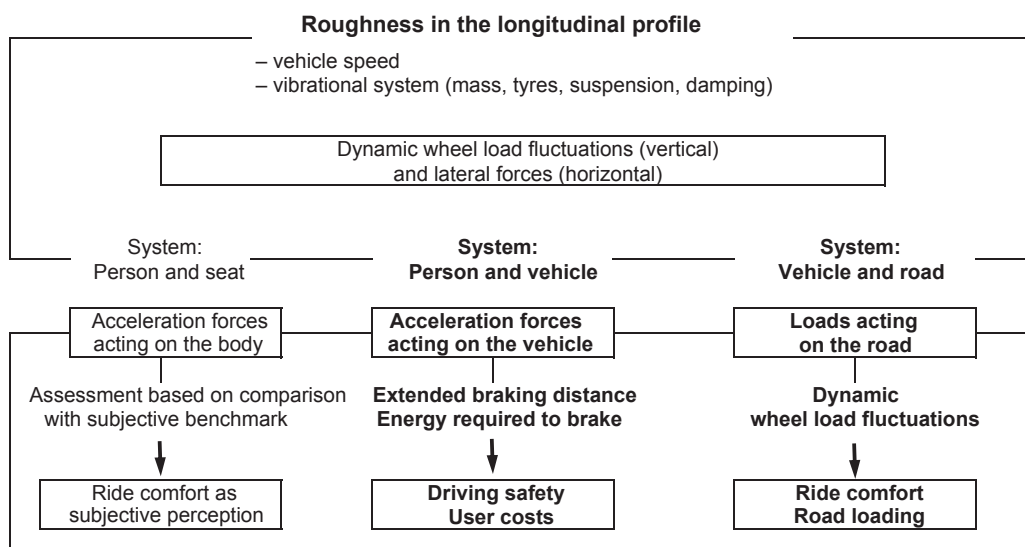 Roughness in the longitudinal profile
– vehicle speed
– vibrational system (mass, tyres, suspension, damping)
Dynamic wheel load fluctuations (vertical)
and lateral forces (horizontal)
System:
Person and seat
System:
Person and vehicle
System:
Vehicle and road
Acceleration forces
acting on the body
Acceleration forces
acting on the vehicle
Loads acting
on the road
Assessment based on comparison
with subjective benchmark
Extended braking distance
Energy required to brake
Dynamic
wheel load fluctuations
Ride comfort as
subjective perception
Driving safety
User costs
Ride comfort
Road loading